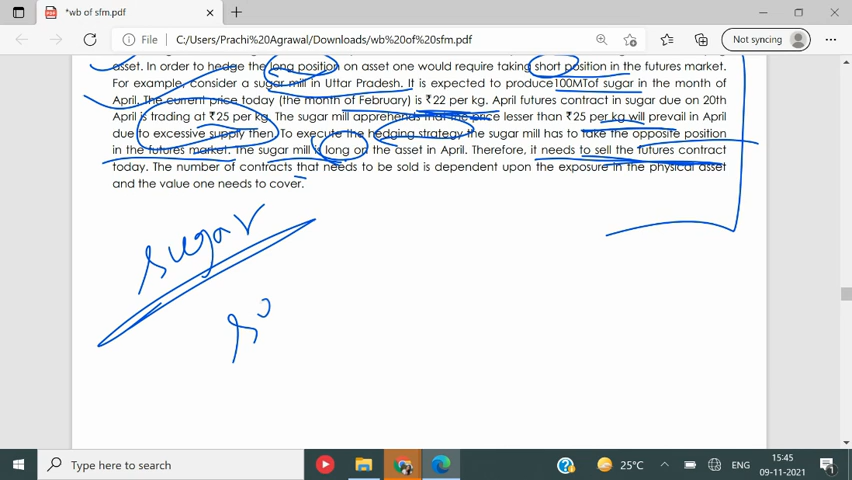 *wb of sfm.pdf
File
C:/Users/Prachi%20Agrawal/Downloads/wb%20of%20sfm.pdf
Not syncing
asset. In order to hedge the long position on asset one would require taking short position in the futures market.
For example, consider a sugar mill in Uttar Pradesh. It is expected to produce100MTof sugar in the month of
April. The current price today (the month of February) is ₹22 per kg. April futures contract in sugar due on 20th
April is trading at ₹25 per kg. The sugar mill apprehends that the price lesser than ₹25 per kg will prevail in April
due to excessive supply then. To execute the hedging strategy the sugar mill has to take the opposite position
in the futures market. The sugar mill is long on the asset in April. Therefore, it needs to sell the futures contract
today. The number of contracts that needs to be sold is dependent upon the exposure in the physical asset
and the value one needs to cover.
sugar
Type here to search
25°C
ENG
15:45
09-11-2021